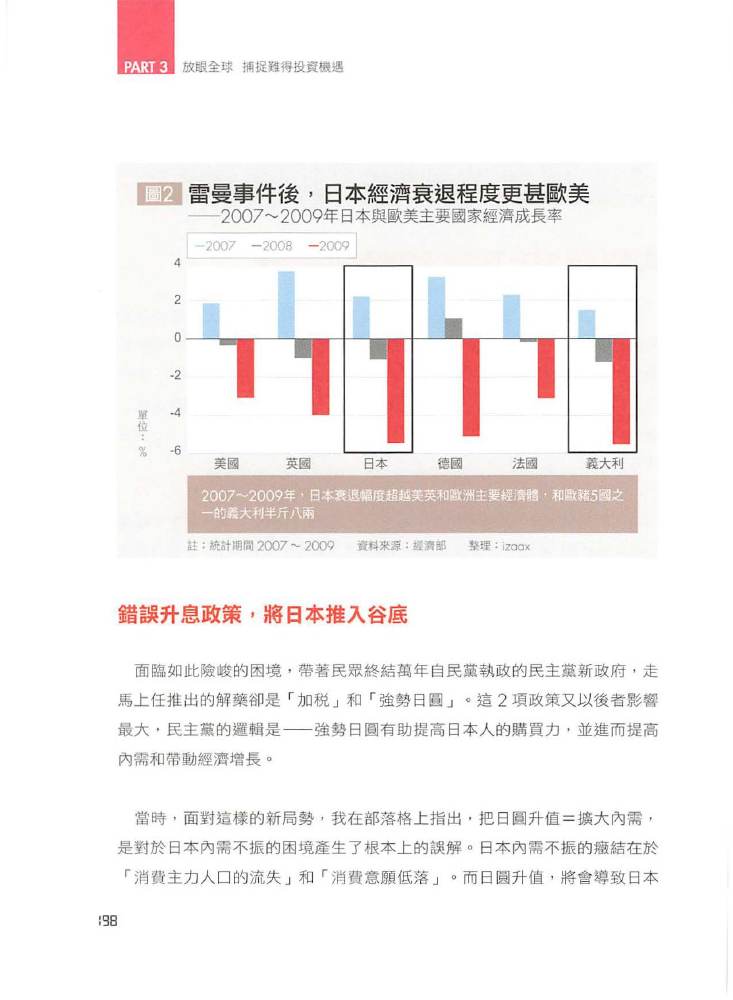 PART 3 放眼全球 捕捉難得投資機遇
圖2 雷曼事件後，日本經濟衰退程度更甚歐美
——2007～2009年日本與歐美主要國家經濟成長率
2007 2008 2009
4
2
0
-2
-4
-6
單位：%
美國 英國 日本 德國 法國 義大利
2007～2009年，日本衰退幅度超越美英和歐洲主要經濟體，和歐豬5國之
一的義大利半斤八兩
註：統計期間 2007 ～ 2009 資料來源：經濟部 整理：izaax
錯誤升息政策，將日本推入谷底
面臨如此險峻的困境，帶著民眾終結萬年自民黨執政的民主黨新政府，走
馬上任推出的解藥卻是「加稅」和「強勢日圓」。這 2 項政策又以後者影響
最大，民主黨的邏輯是——強勢日圓有助提高日本人的購買力，並進而提高
內需和帶動經濟增長。
當時，面對這樣的新局勢，我在部落格上指出，把日圓升值＝擴大內需，
是對於日本內需不振的困境產生了根本上的誤解。日本內需不振的癥結在於
「消費主力人口的流失」和「消費意願低落」。而日圓升值，將會導致日本
198